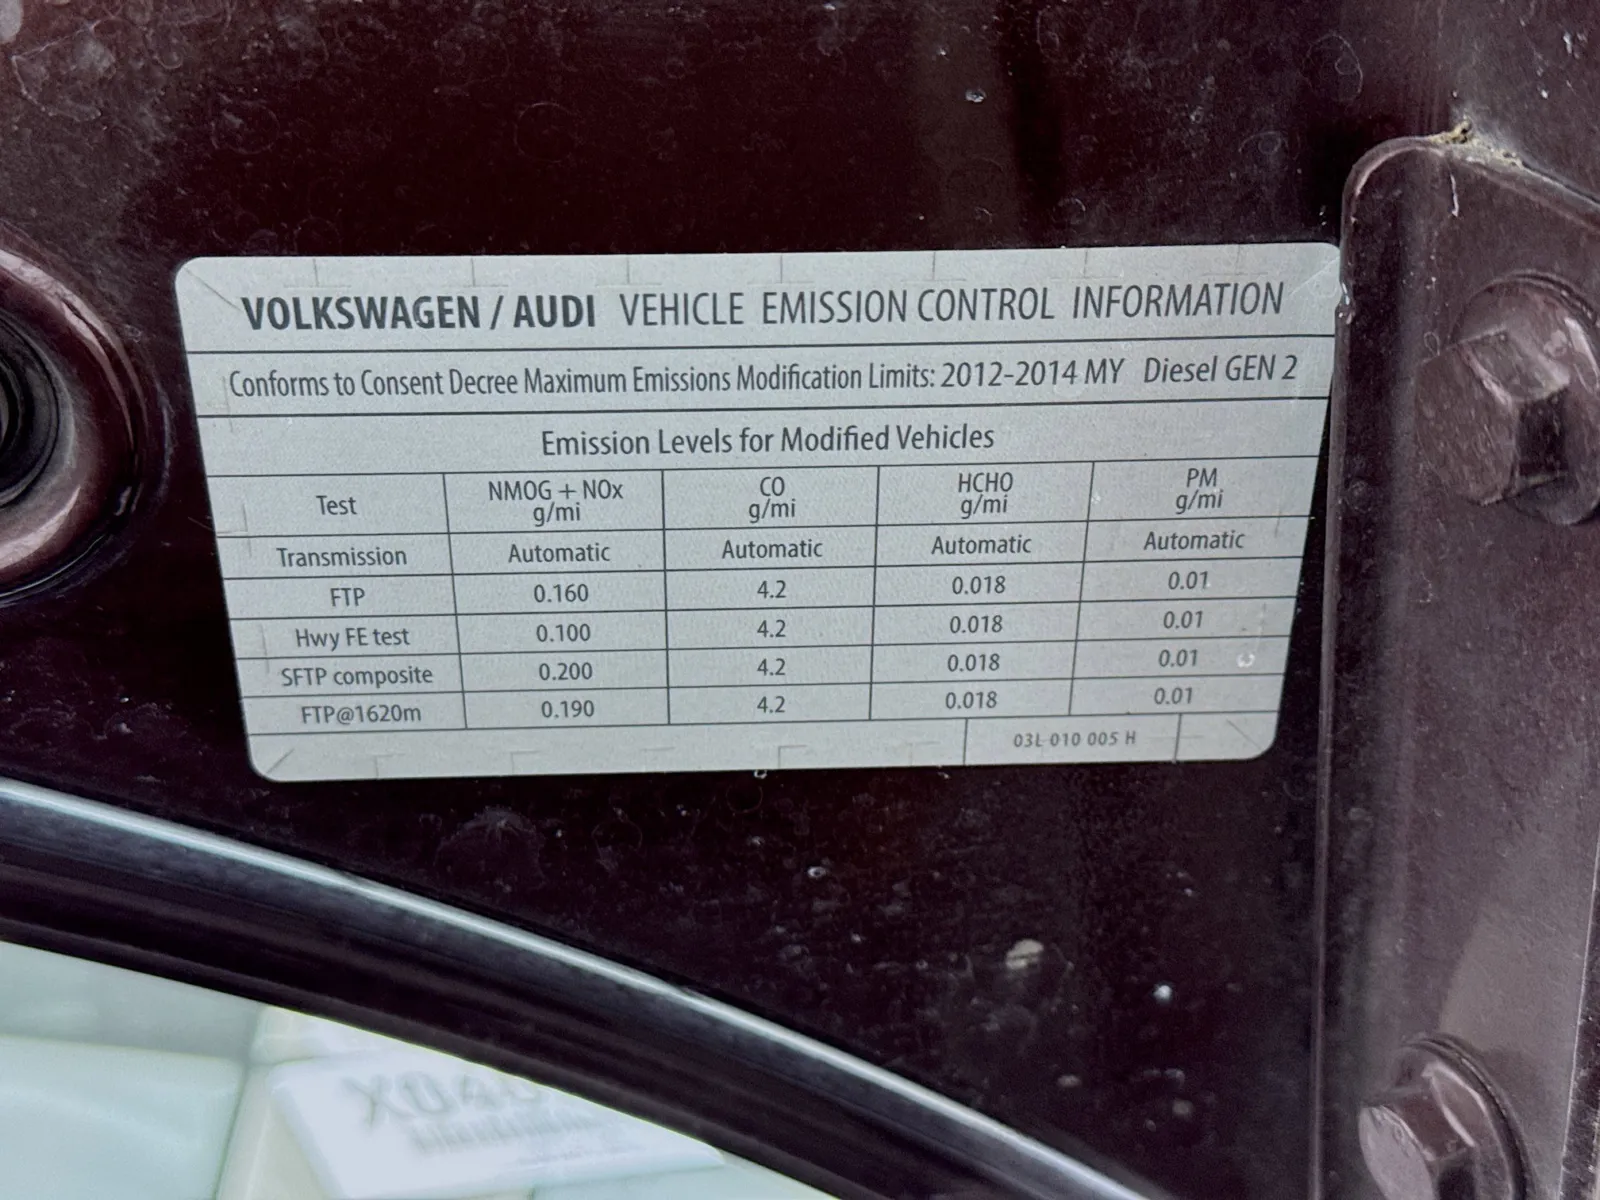 VOLKSWAGEN / AUDI VEHICLE EMISSION CONTROL INFORMATION
Conforms to Consent Decree Maximum Emissions Modification Limits: 2012-2014 MY Diesel GEN 2
Emission Levels for Modified Vehicles
Test NMOG + NOx g/mi CO g/mi HCHO g/mi PM g/mi
Transmission Automatic Automatic Automatic Automatic
FTP 0.160 4.2 0.018 0.01
Hwy FE test 0.100 4.2 0.018 0.01
SFTP composite 0.200 4.2 0.018 0.01
FTP@1620m 0.190 4.2 0.018 0.01
03L 010 005 H